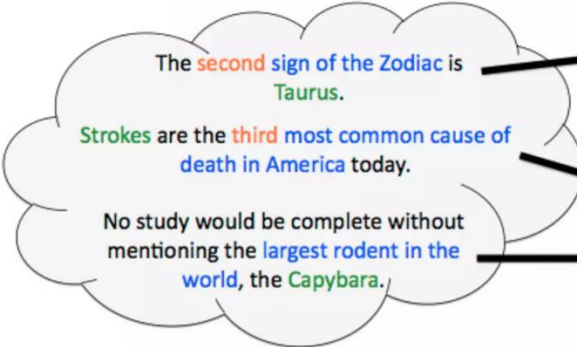 The second sign of the Zodiac is
Taurus.
Strokes are the third most common cause of
death in America today.
No study would be complete without
mentioning the largest rodent in the
world, the Capybara.